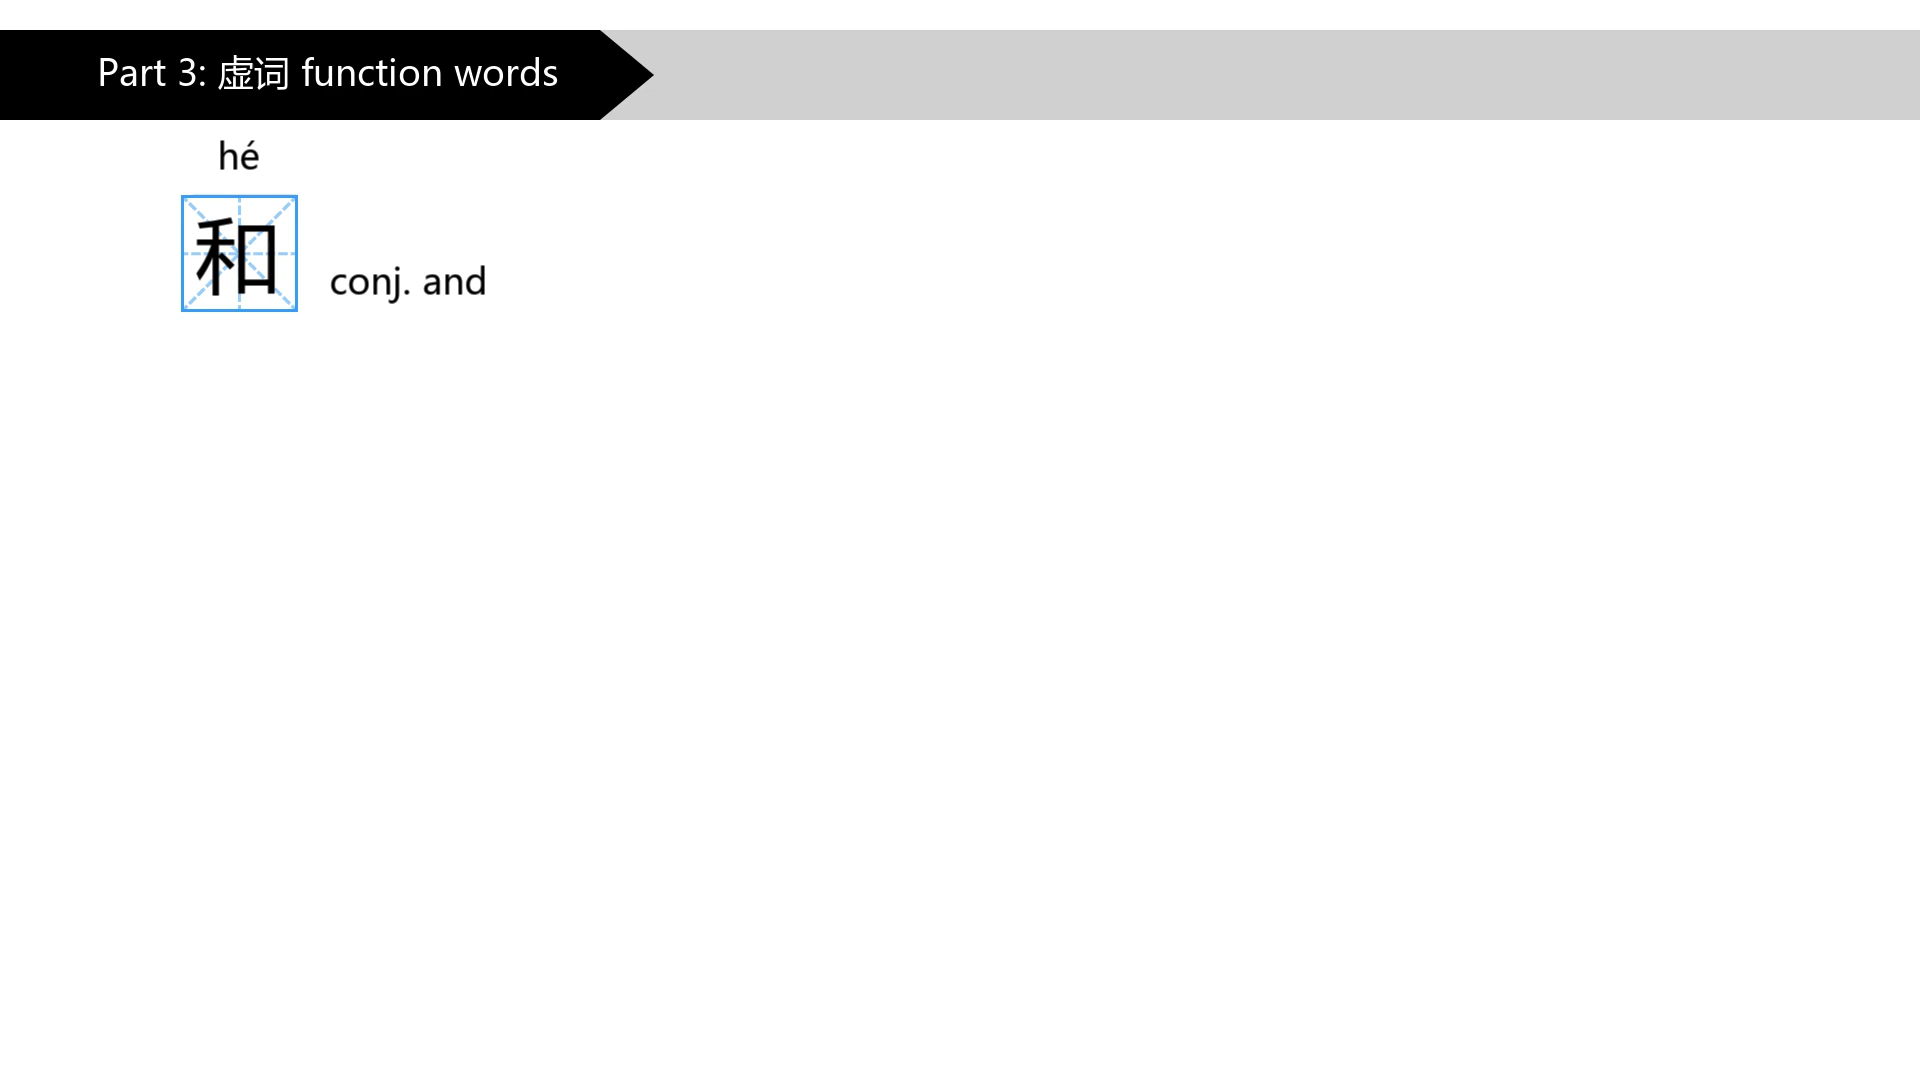 Part 3: 虚词 function words
hé
和
conj. and